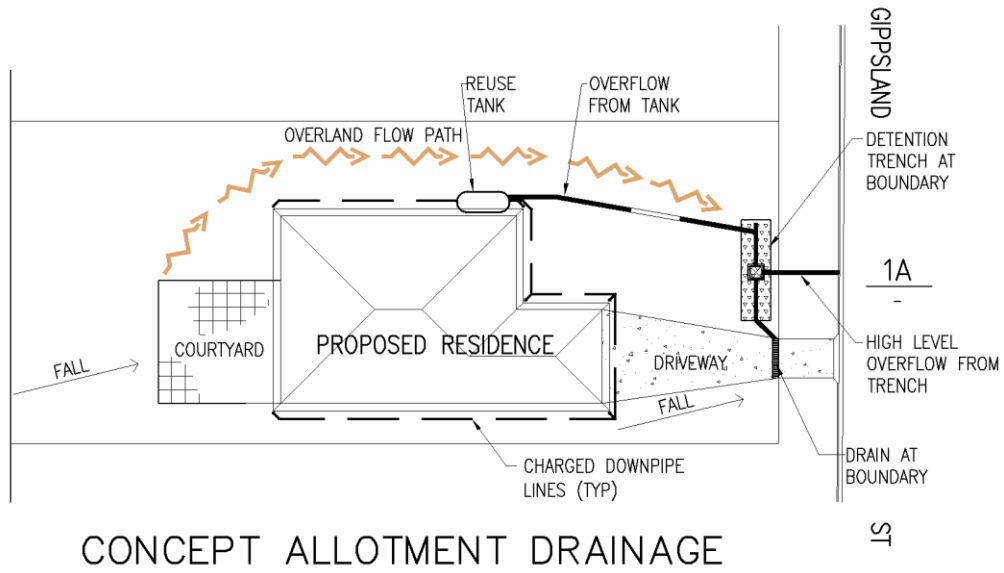 GIPPSLAND
REUSE
TANK
OVERFLOW
FROM TANK
OVERLAND FLOW PATH
DETENTION
TRENCH AT
BOUNDARY
1A
-
COURTYARD
PROPOSED RESIDENCE
DRIVEWAY
HIGH LEVEL
OVERFLOW FROM
TRENCH
FALL
FALL
DRAIN AT
BOUNDARY
CHARGED DOWNPIPE
LINES (TYP)
ST
CONCEPT ALLOTMENT DRAINAGE